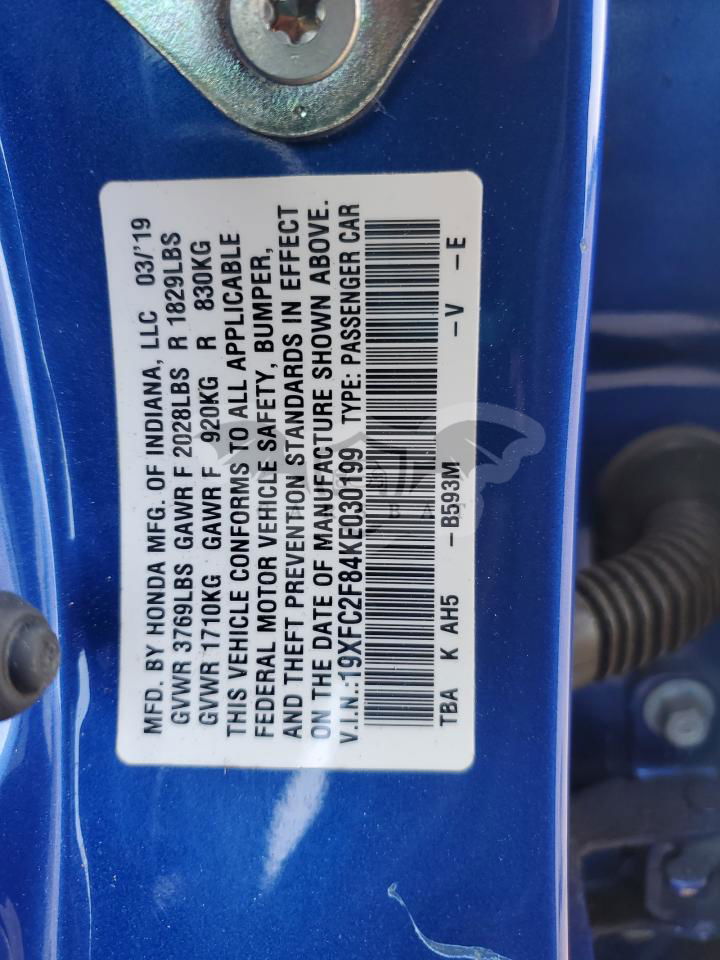 MFD. BY HONDA MFG. OF INDIANA, LLC 03/'19
GVWR 3769LBS GAWR F 2028LBS R 1829LBS
GVWR 1710KG GAWR F 920KG R 830KG
THIS VEHICLE CONFORMS TO ALL APPLICABLE
FEDERAL MOTOR VEHICLE SAFETY, BUMPER,
AND THEFT PREVENTION STANDARDS IN EFFECT
ON THE DATE OF MANUFACTURE SHOWN ABOVE.
V.I.N.:19XFC2F84KE030199 TYPE: PASSENGER CAR
TBA K AH5 -B593M -V -E